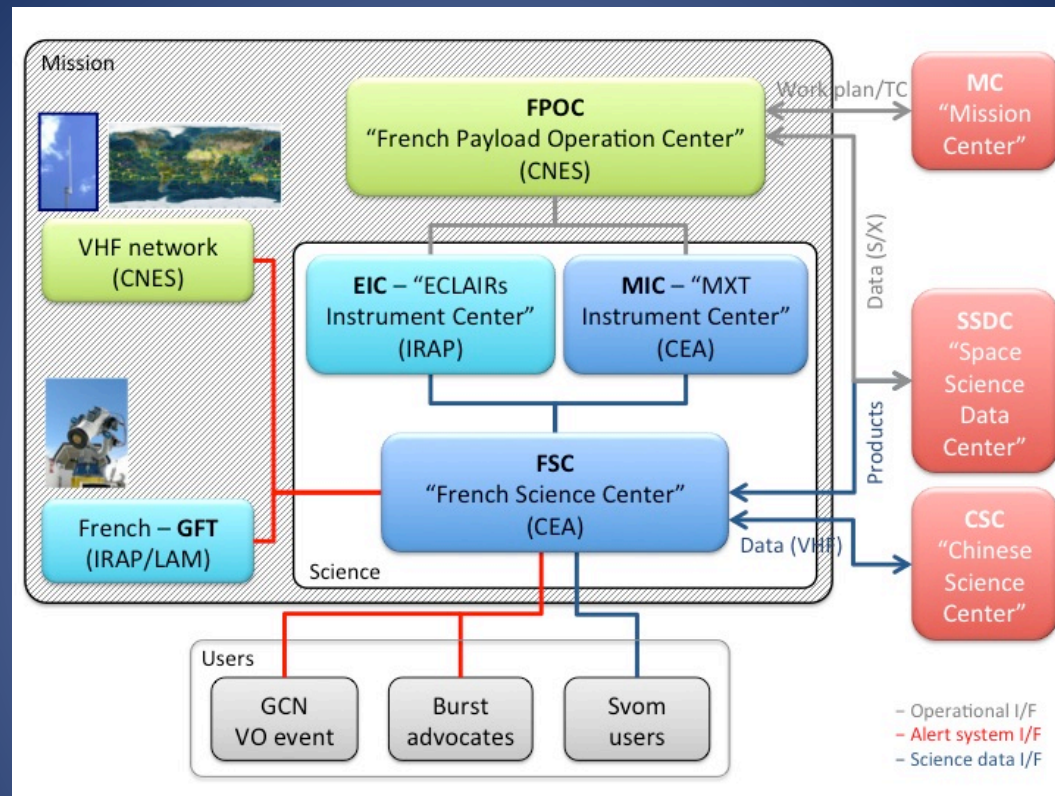 Mission
FPOC
“French Payload Operation Center”
(CNES)
Work plan/TC
MC
“Mission
Center”
VHF network
(CNES)
EIC – “ECLAIRs
Instrument Center”
(IRAP)
MIC – “MXT
Instrument Center”
(CEA)
Data (S/X)
SSDC
“Space
Science
Data
Center”
Products
French – GFT
(IRAP/LAM)
FSC
“French Science Center”
(CEA)
Data (VHF)
CSC
“Chinese
Science
Center”
Science
Users
GCN
VO event
Burst
advocates
Svom
users
– Operational I/F
– Alert system I/F
– Science data I/F